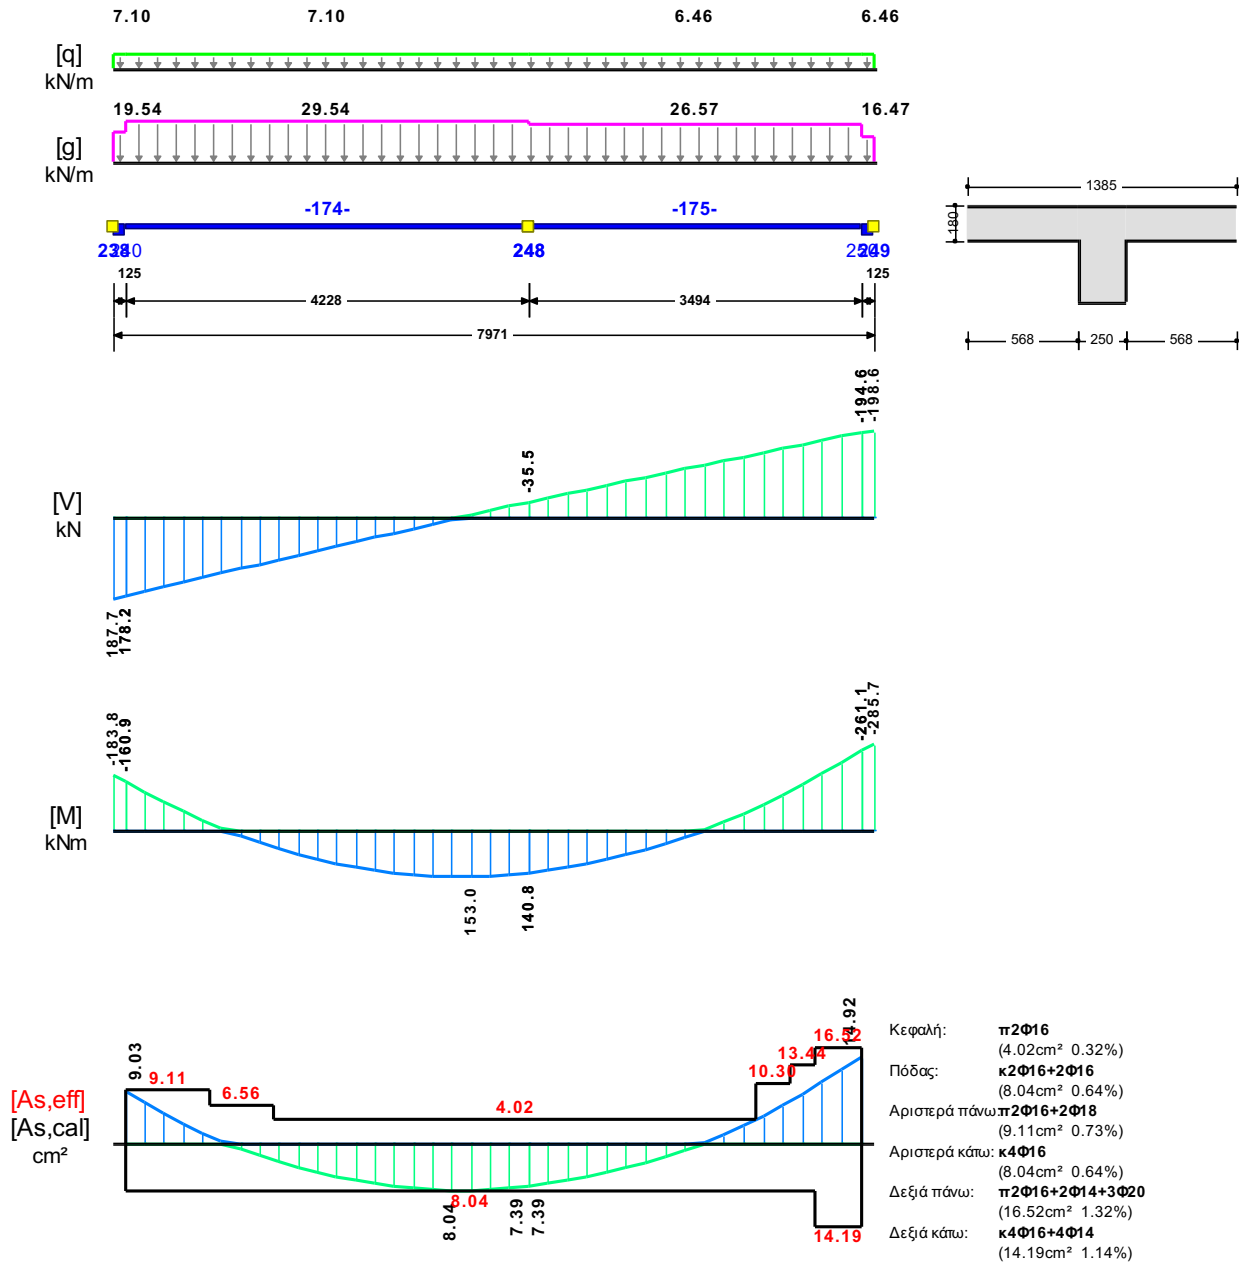 7.10 7.10 6.46 6.46
[q]
kN/m
19.54 29.54 26.57 16.47
[g]
kN/m
-174- -175-
238 240 248 250 249
125 4228 3494 125
7971
1385
180
568 250 568
[V]
kN
187.7
178.2
-35.5
-194.6
-198.6
[M]
kNm
-183.8
-160.9
153.0
140.8
-261.1
-285.7
[As,eff]
[As,cal]
cm²
9.03
9.11
6.56
4.02
10.30
13.44
16.52
14.92
8.04
8.04
7.39
7.39
14.19
Κεφαλή: π2Φ16
(4.02cm² 0.32%)
Πόδας: κ2Φ16+2Φ16
(8.04cm² 0.64%)
Αριστερά πάνω: π2Φ16+2Φ18
(9.11cm² 0.73%)
Αριστερά κάτω: κ4Φ16
(8.04cm² 0.64%)
Δεξιά πάνω: π2Φ16+2Φ14+3Φ20
(16.52cm² 1.32%)
Δεξιά κάτω: κ4Φ16+4Φ14
(14.19cm² 1.14%)